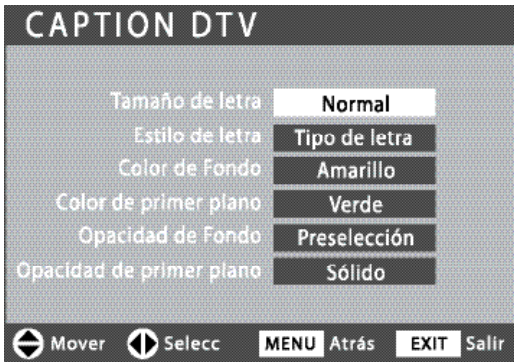 CAPTION DTV
Tamaño de letra Normal
Estilo de letra Tipo de letra
Color de Fondo Amarillo
Color de primer plano Verde
Opacidad de Fondo Preselección
Opacidad de primer plano Sólido
Mover Selecc MENU Atrás EXIT Salir